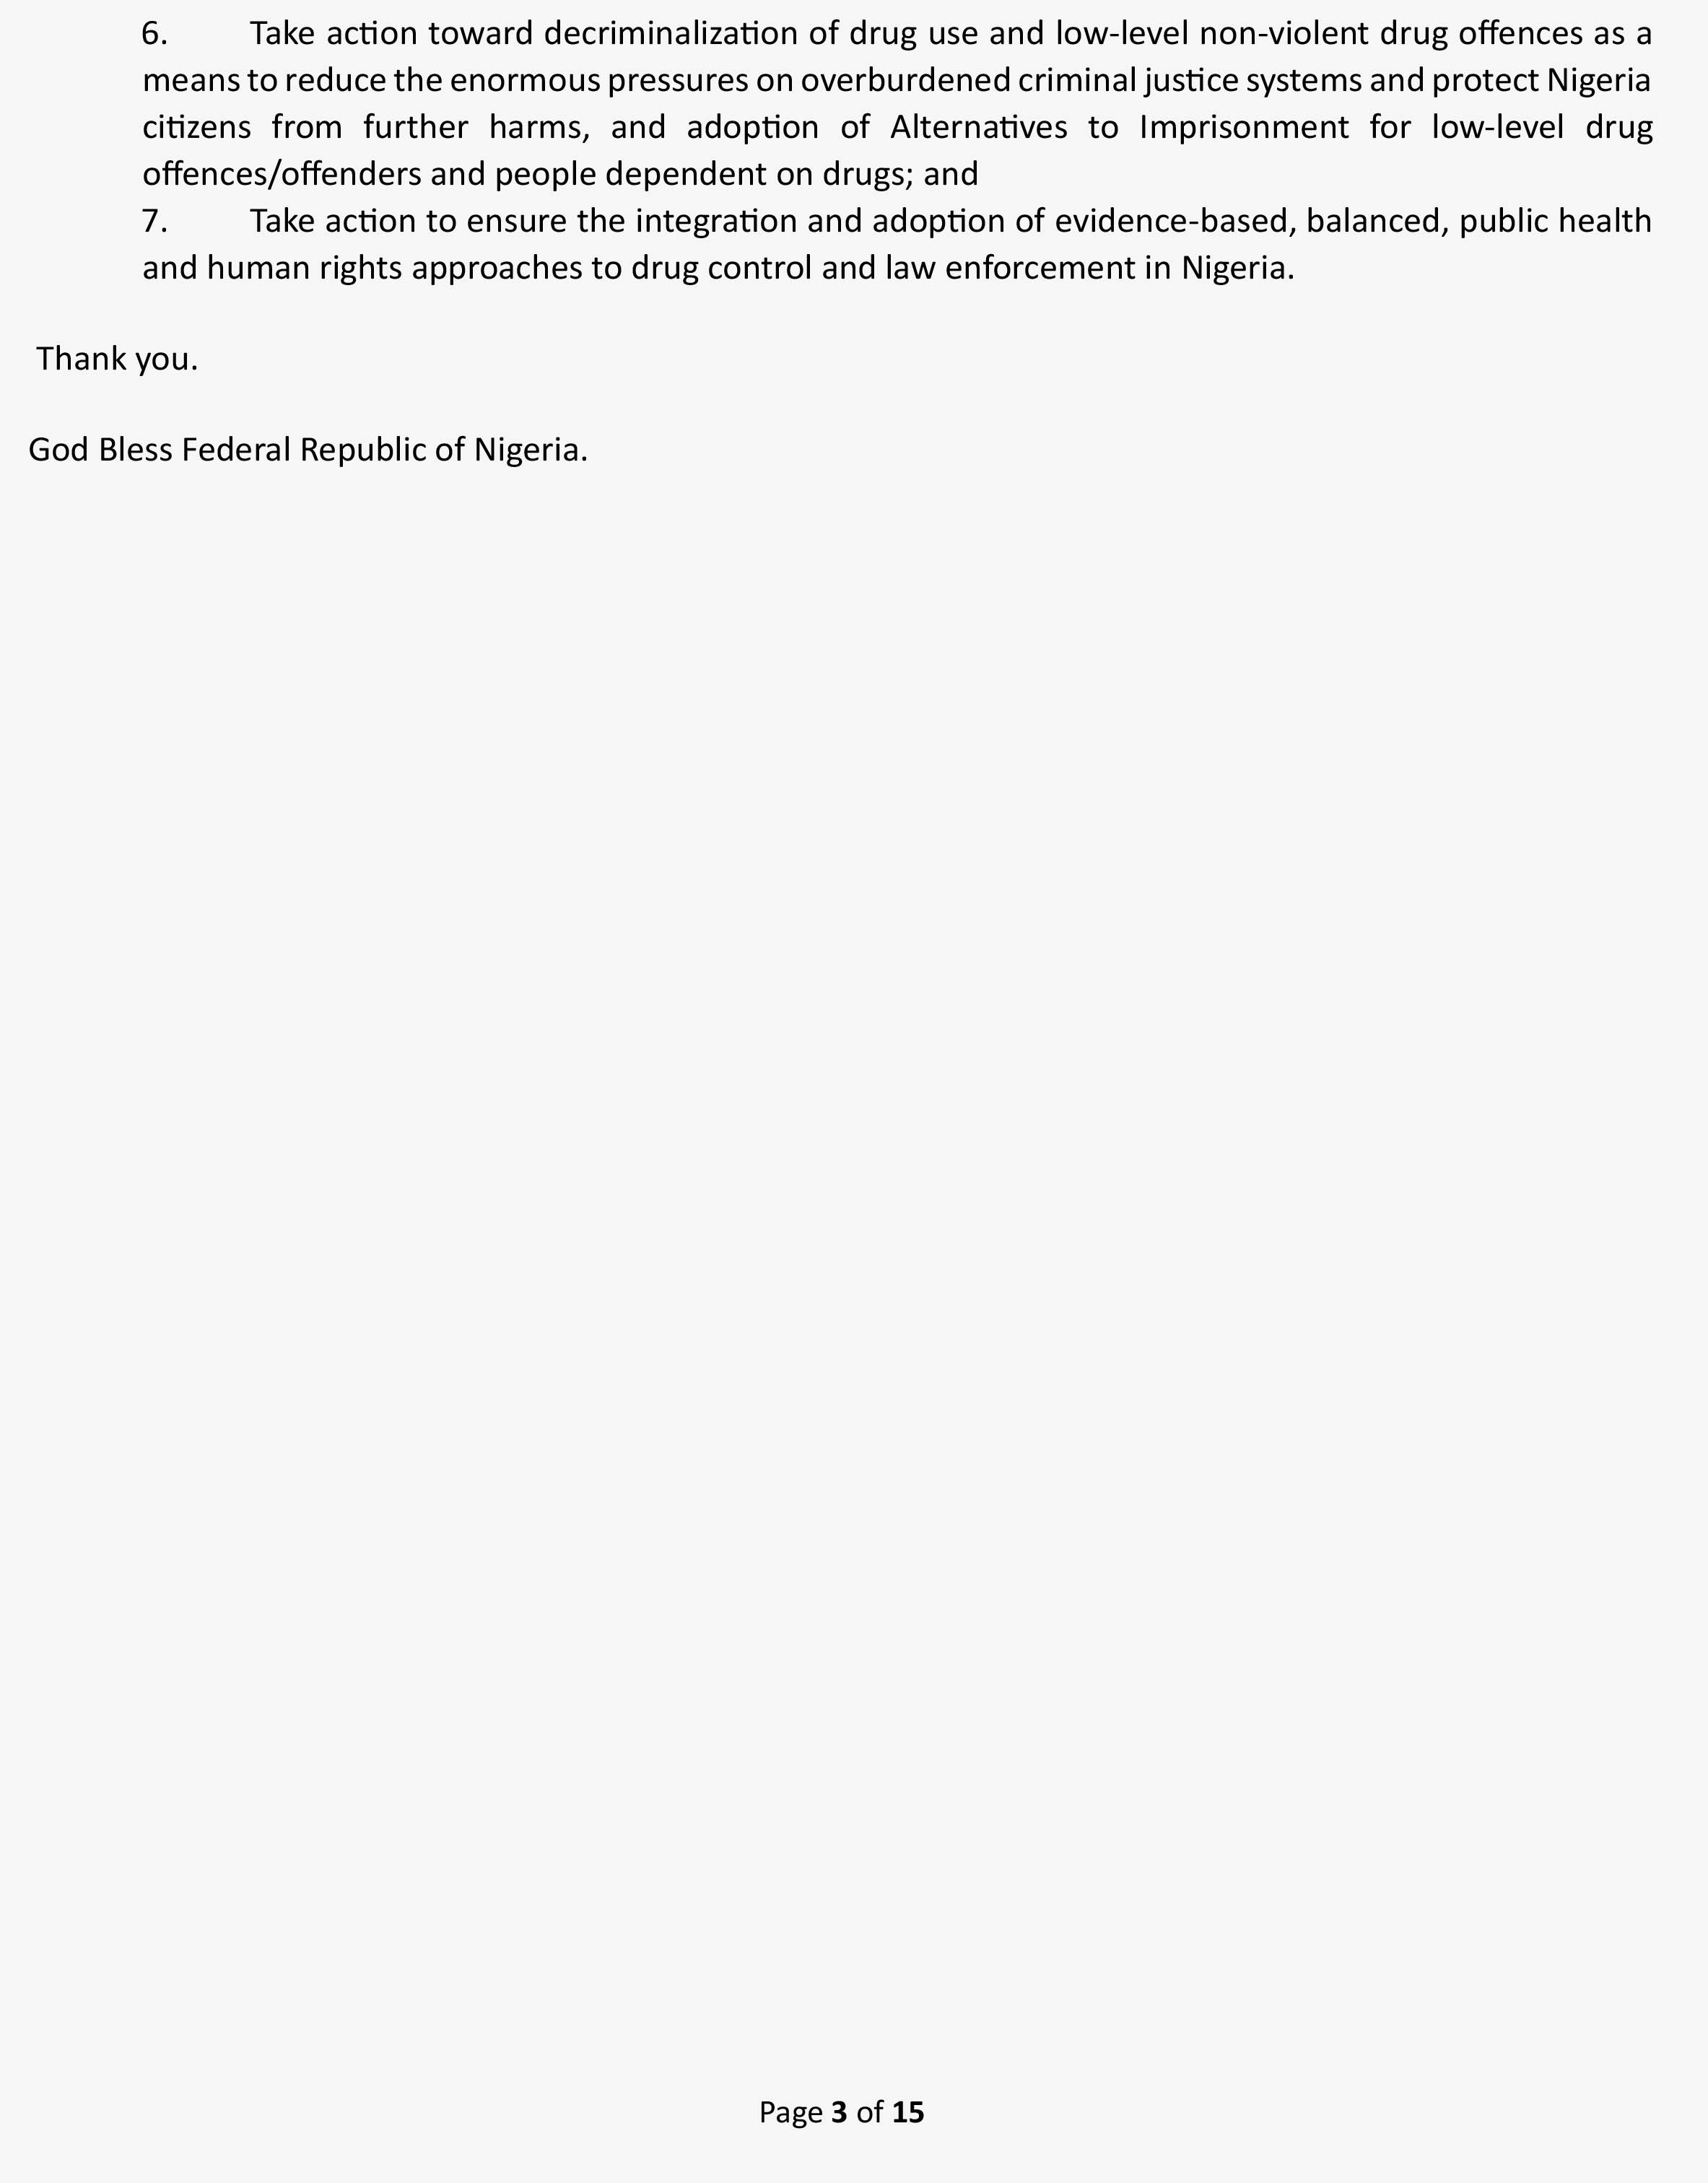 6. Take action toward decriminalization of drug use and low-level non-violent drug offences as a
means to reduce the enormous pressures on overburdened criminal justice systems and protect Nigeria
citizens from further harms, and adoption of Alternatives to Imprisonment for low-level drug
offences/offenders and people dependent on drugs; and
7. Take action to ensure the integration and adoption of evidence-based, balanced, public health
and human rights approaches to drug control and law enforcement in Nigeria.
Thank you.
God Bless Federal Republic of Nigeria.
Page 3 of 15